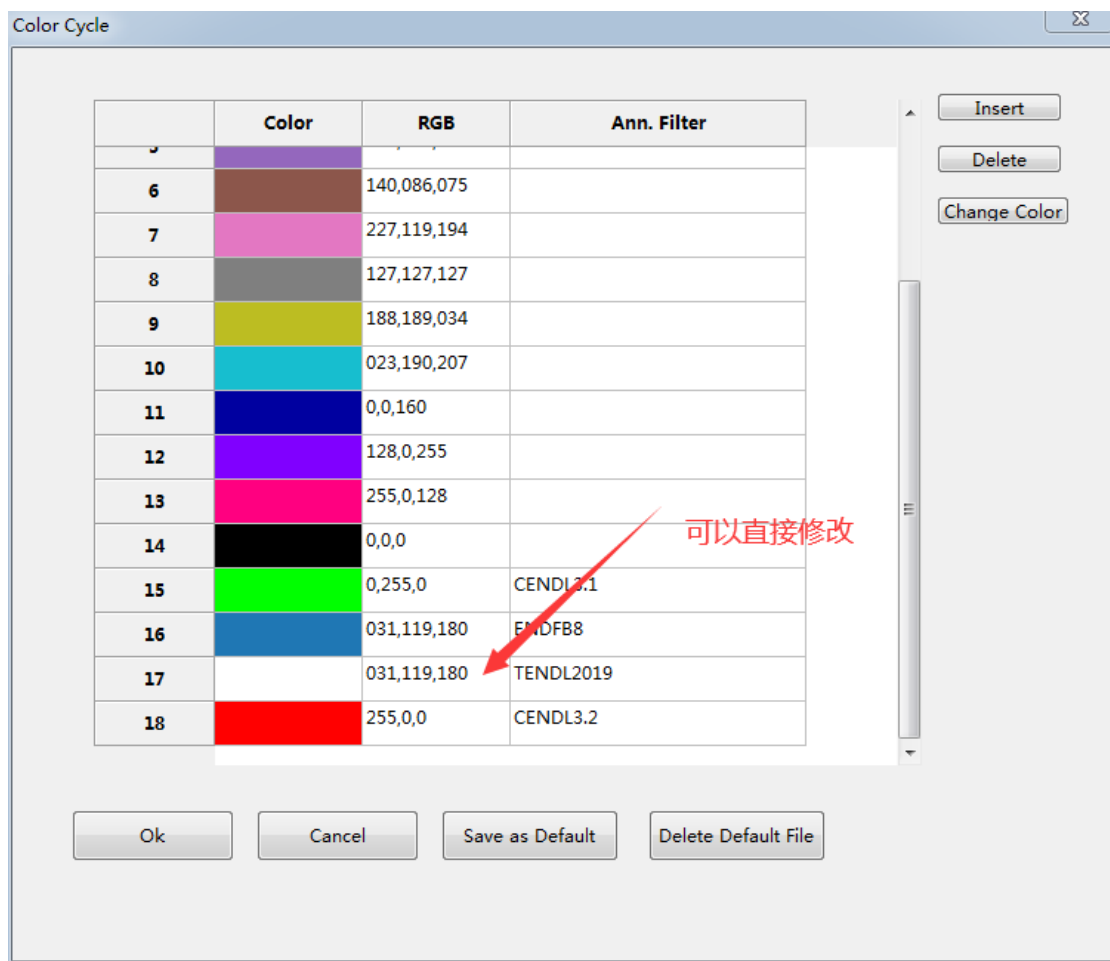 Color Cycle
Insert
Delete
Change Color
Color RGB Ann. Filter
6 140,086,075
7 227,119,194
8 127,127,127
9 188,189,034
10 023,190,207
11 0,0,160
12 128,0,255
13 255,0,128
14 0,0,0
可以直接修改
15 0,255,0 CENDL3.1
16 031,119,180 ENDFB8
17 031,119,180 TENDL2019
18 255,0,0 CENDL3.2
Ok Cancel Save as Default Delete Default File